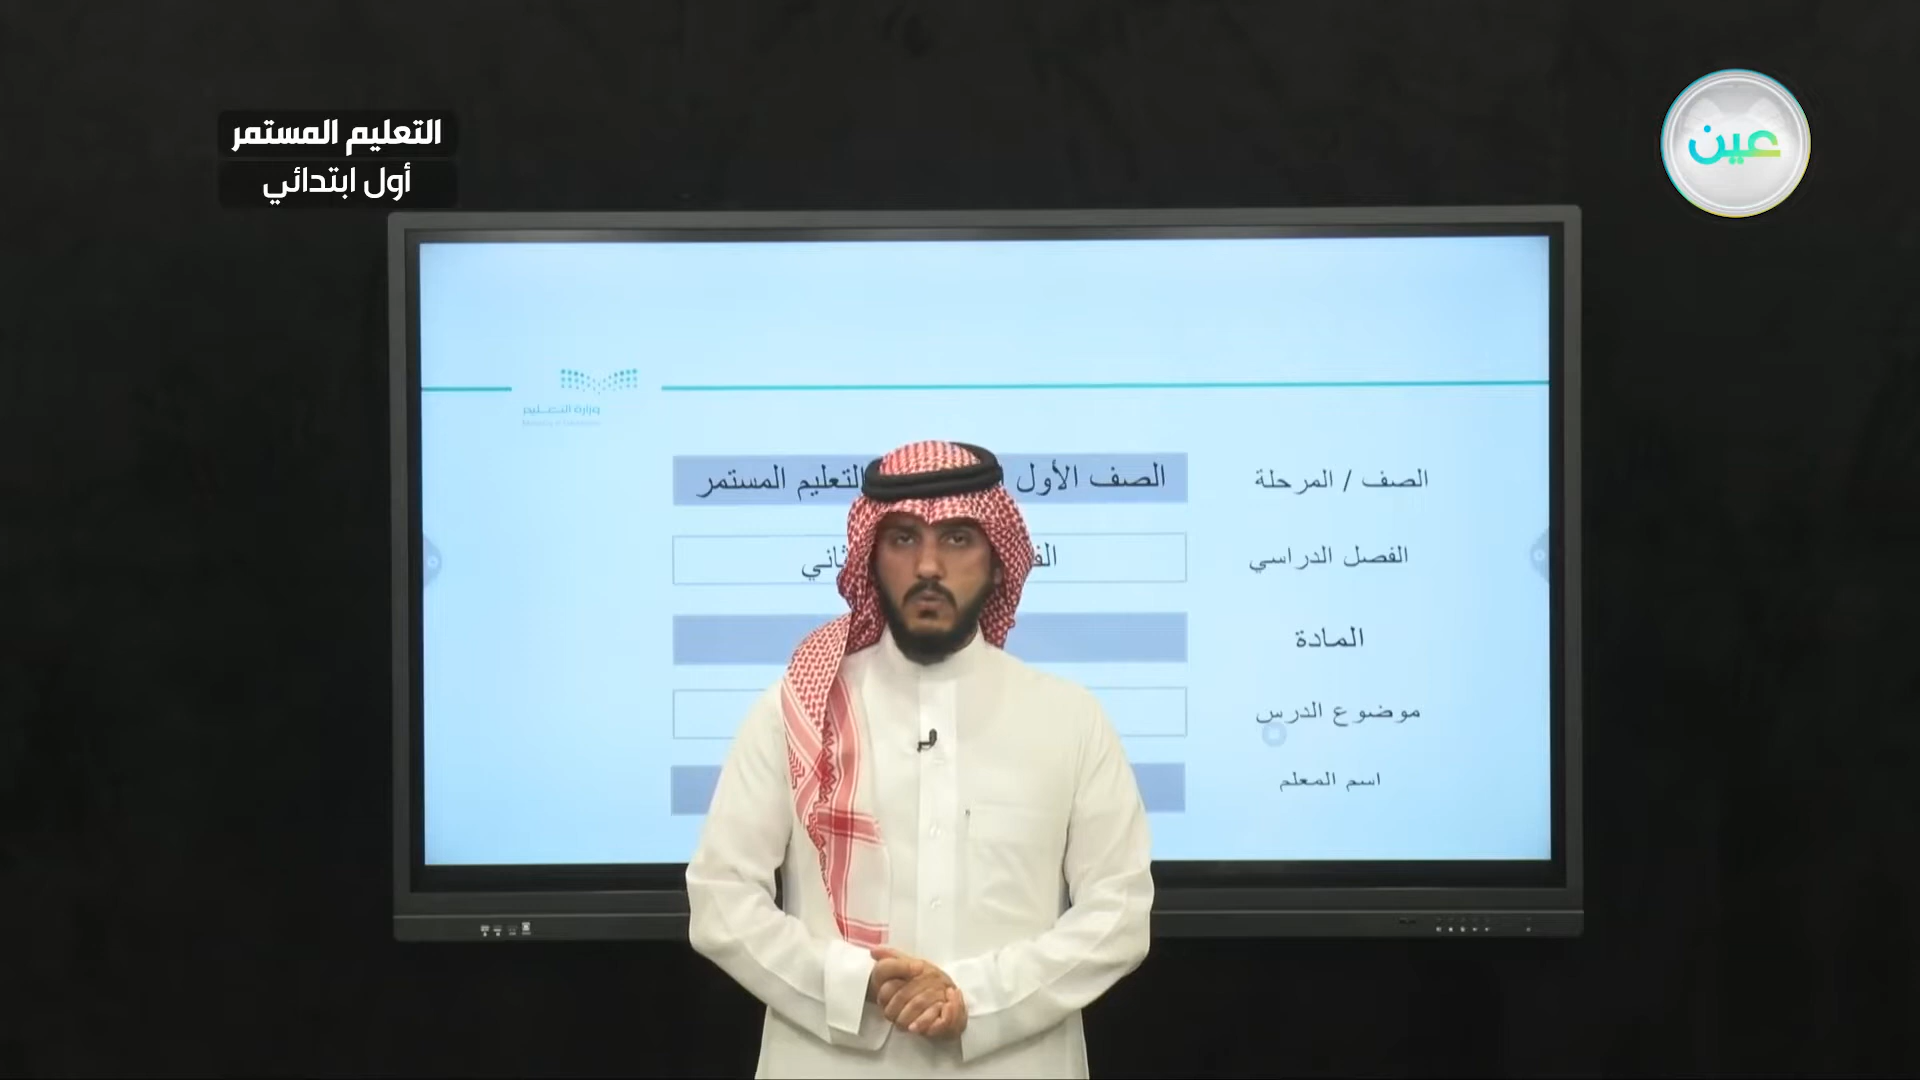 التعليم المستمر
أول ابتدائي
عين
وزارة التعليم
الصف / المرحلة
الصف الأول التعليم المستمر
الفصل الدراسي
المادة
موضوع الدرس
اسم المعلم